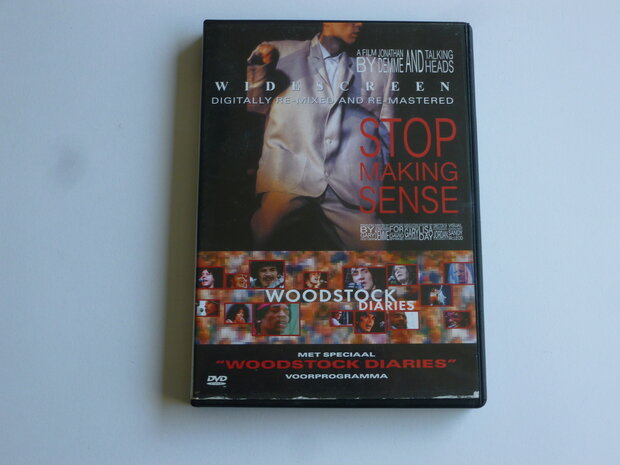 A FILM JONATHAN TALKING
BY DEMME AND HEADS
WIDESCREEN
DIGITALLY RE-MIXED AND RE-MASTERED
STOP
MAKING
SENSE
WOODSTOCK
DIARIES
MET SPECIAAL
"WOODSTOCK DIARIES"
VOORPROGRAMMA
DVD